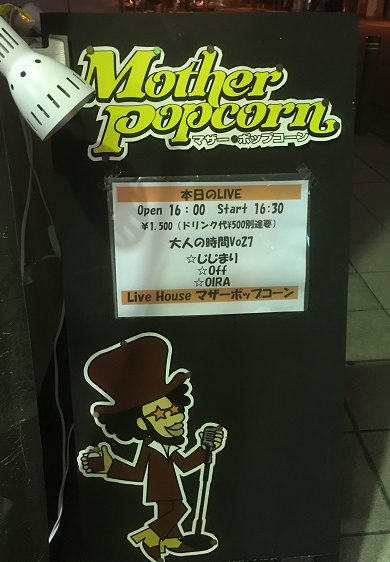 Mother
Popcorn
マザー●ポップコーン
本日のLIVE
Open 16：00 Start 16:30
¥1.500（ドリンク代¥500別途要）
大人の時間Vo27
☆じじまり
☆Off
☆OIRA
Live House マザーポップコーン